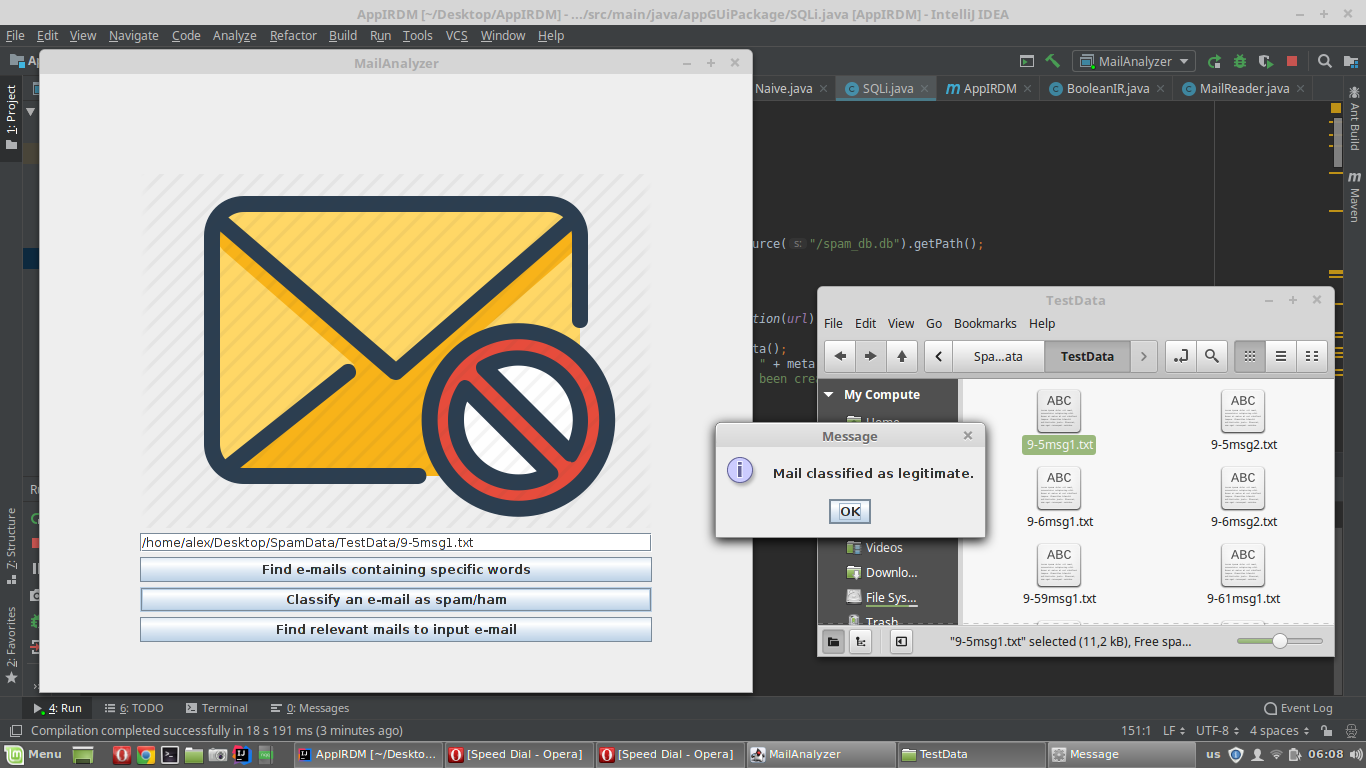 AppIRDM [~/Desktop/AppIRDM] - .../src/main/java/appGUiPackage/SQLi.java [AppIRDM] - IntelliJ IDEA
File Edit View Navigate Code Analyze Refactor Build Run Tools VCS Window Help
MailAnalyzer
MailAnalyzer
Naive.java SQLi.java AppIRDM BooleanIR.java MailReader.java
1: Project
Z: Structure
2: Favorites
Ant Build
Maven
urce( s: "/spam_db.db").getPath();
tion(url)
ta();
" + meta
been crea
/home/alex/Desktop/SpamData/TestData/9-5msg1.txt
Find e-mails containing specific words
Classify an e-mail as spam/ham
Find relevant mails to input e-mail
TestData
File Edit View Go Bookmarks Help
Spa...ata TestData
My Compute
Home
Videos
Downlo...
File Sys...
Trash
ABC ABC
9-5msg1.txt 9-5msg2.txt
ABC ABC
9-6msg1.txt 9-6msg2.txt
ABC ABC
9-59msg1.txt 9-61msg1.txt
"9-5msg1.txt" selected (11,2 kB), Free spa...
Message
Mail classified as legitimate.
OK
4: Run 6: TODO Terminal 0: Messages Event Log
Compilation completed successfully in 18 s 191 ms (3 minutes ago) 151:1 LF UTF-8 4 spaces
Menu AppIRDM [~/Deskto... [Speed Dial - Opera] [Speed Dial - Opera] MailAnalyzer TestData Message us 06:08